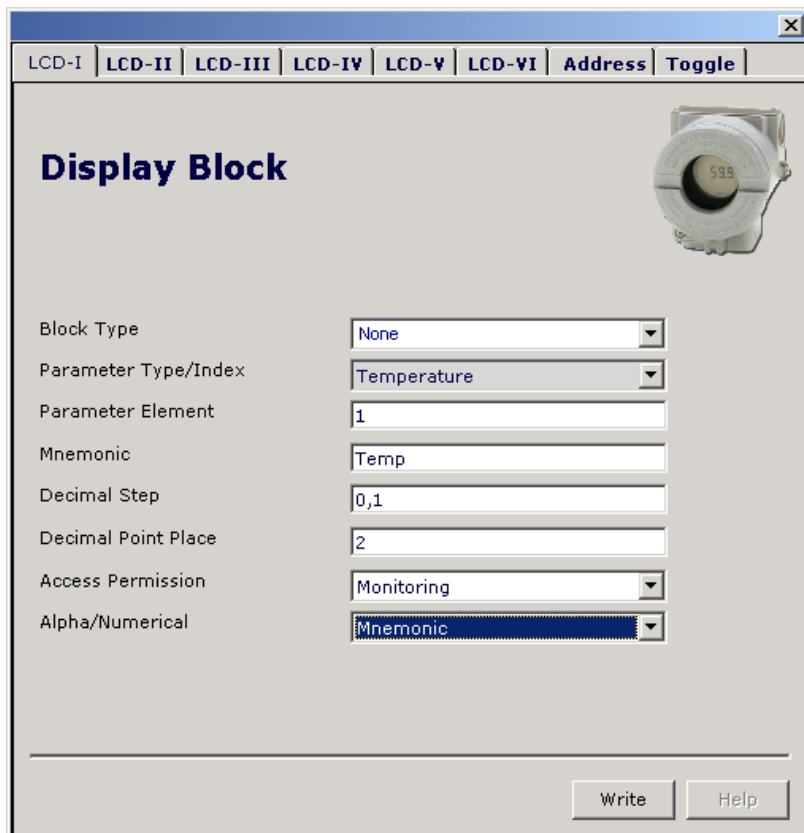 LCD-I LCD-II LCD-III LCD-IV LCD-V LCD-VI Address Toggle
Display Block
59.9
Block Type None
Parameter Type/Index Temperature
Parameter Element 1
Mnemonic Temp
Decimal Step 0,1
Decimal Point Place 2
Access Permission Monitoring
Alpha/Numerical Mnemonic
Write Help